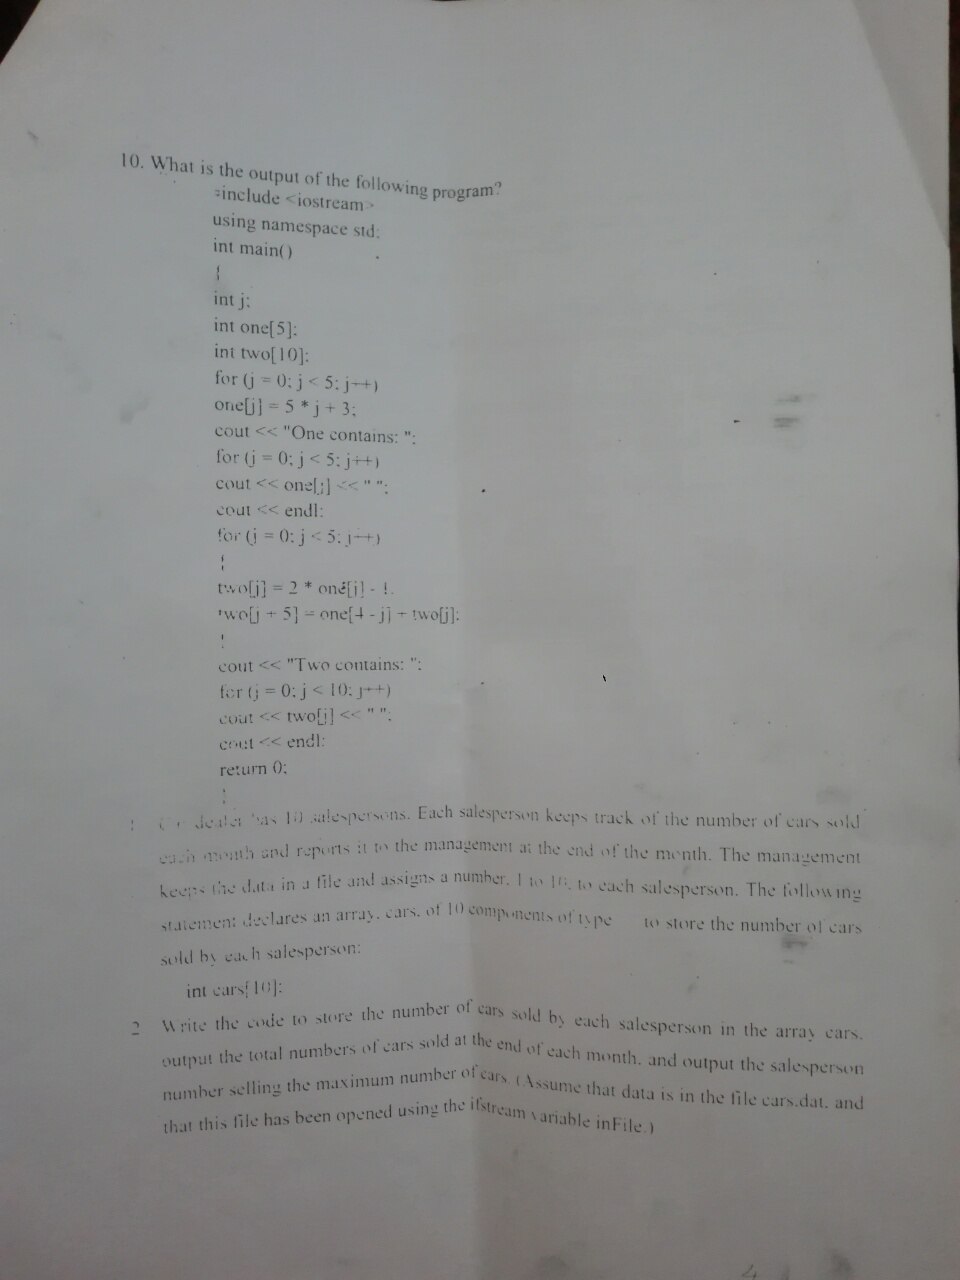 10. What is the output of the following program?
#include <iostream>
using namespace std;
int main()
{
int j;
int one[5];
int two[10];
for (j = 0; j < 5; j++)
one[j] = 5 * j + 3;
cout << "One contains: ";
for (j = 0; j < 5; j++)
cout << one[j] << " ";
cout << endl;
for (j = 0; j < 5; j++)
{
two[j] = 2 * one[j] - 1;
two[j + 5] = one[4 - j] + two[j];
}
cout << "Two contains: ";
for (j = 0; j < 10; j++)
cout << two[j] << " ";
cout << endl;
return 0;
}
1 Car dealer has 10 salespersons. Each salesperson keeps track of the number of cars sold
each month and reports it to the management at the end of the month. The management
keeps the data in a file and assigns a number, 1 to 10, to each salesperson. The following
statement declares an array, cars, of 10 components of type to store the number of cars
sold by each salesperson:
int cars[10];
2 Write the code to store the number of cars sold by each salesperson in the array cars,
output the total numbers of cars sold at the end of each month, and output the salesperson
number selling the maximum number of cars. (Assume that data is in the file cars.dat, and
that this file has been opened using the ifstream variable inFile.)
4